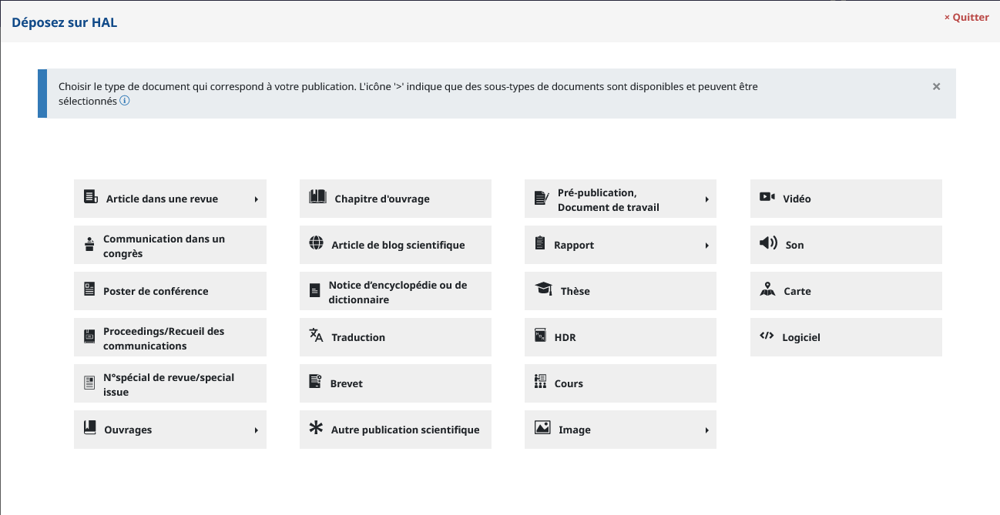 Déposez sur HAL
× Quitter
Choisir le type de document qui correspond à votre publication. L'icône '>' indique que des sous-types de documents sont disponibles et peuvent être
sélectionnés
Article dans une revue
Communication dans un
congrès
Poster de conférence
Proceedings/Recueil des
communications
N°spécial de revue/special
issue
Ouvrages
Chapitre d'ouvrage
Article de blog scientifique
Notice d’encyclopédie ou de
dictionnaire
Traduction
Brevet
Autre publication scientifique
Pré-publication,
Document de travail
Rapport
Thèse
HDR
Cours
Image
Vidéo
Son
Carte
Logiciel